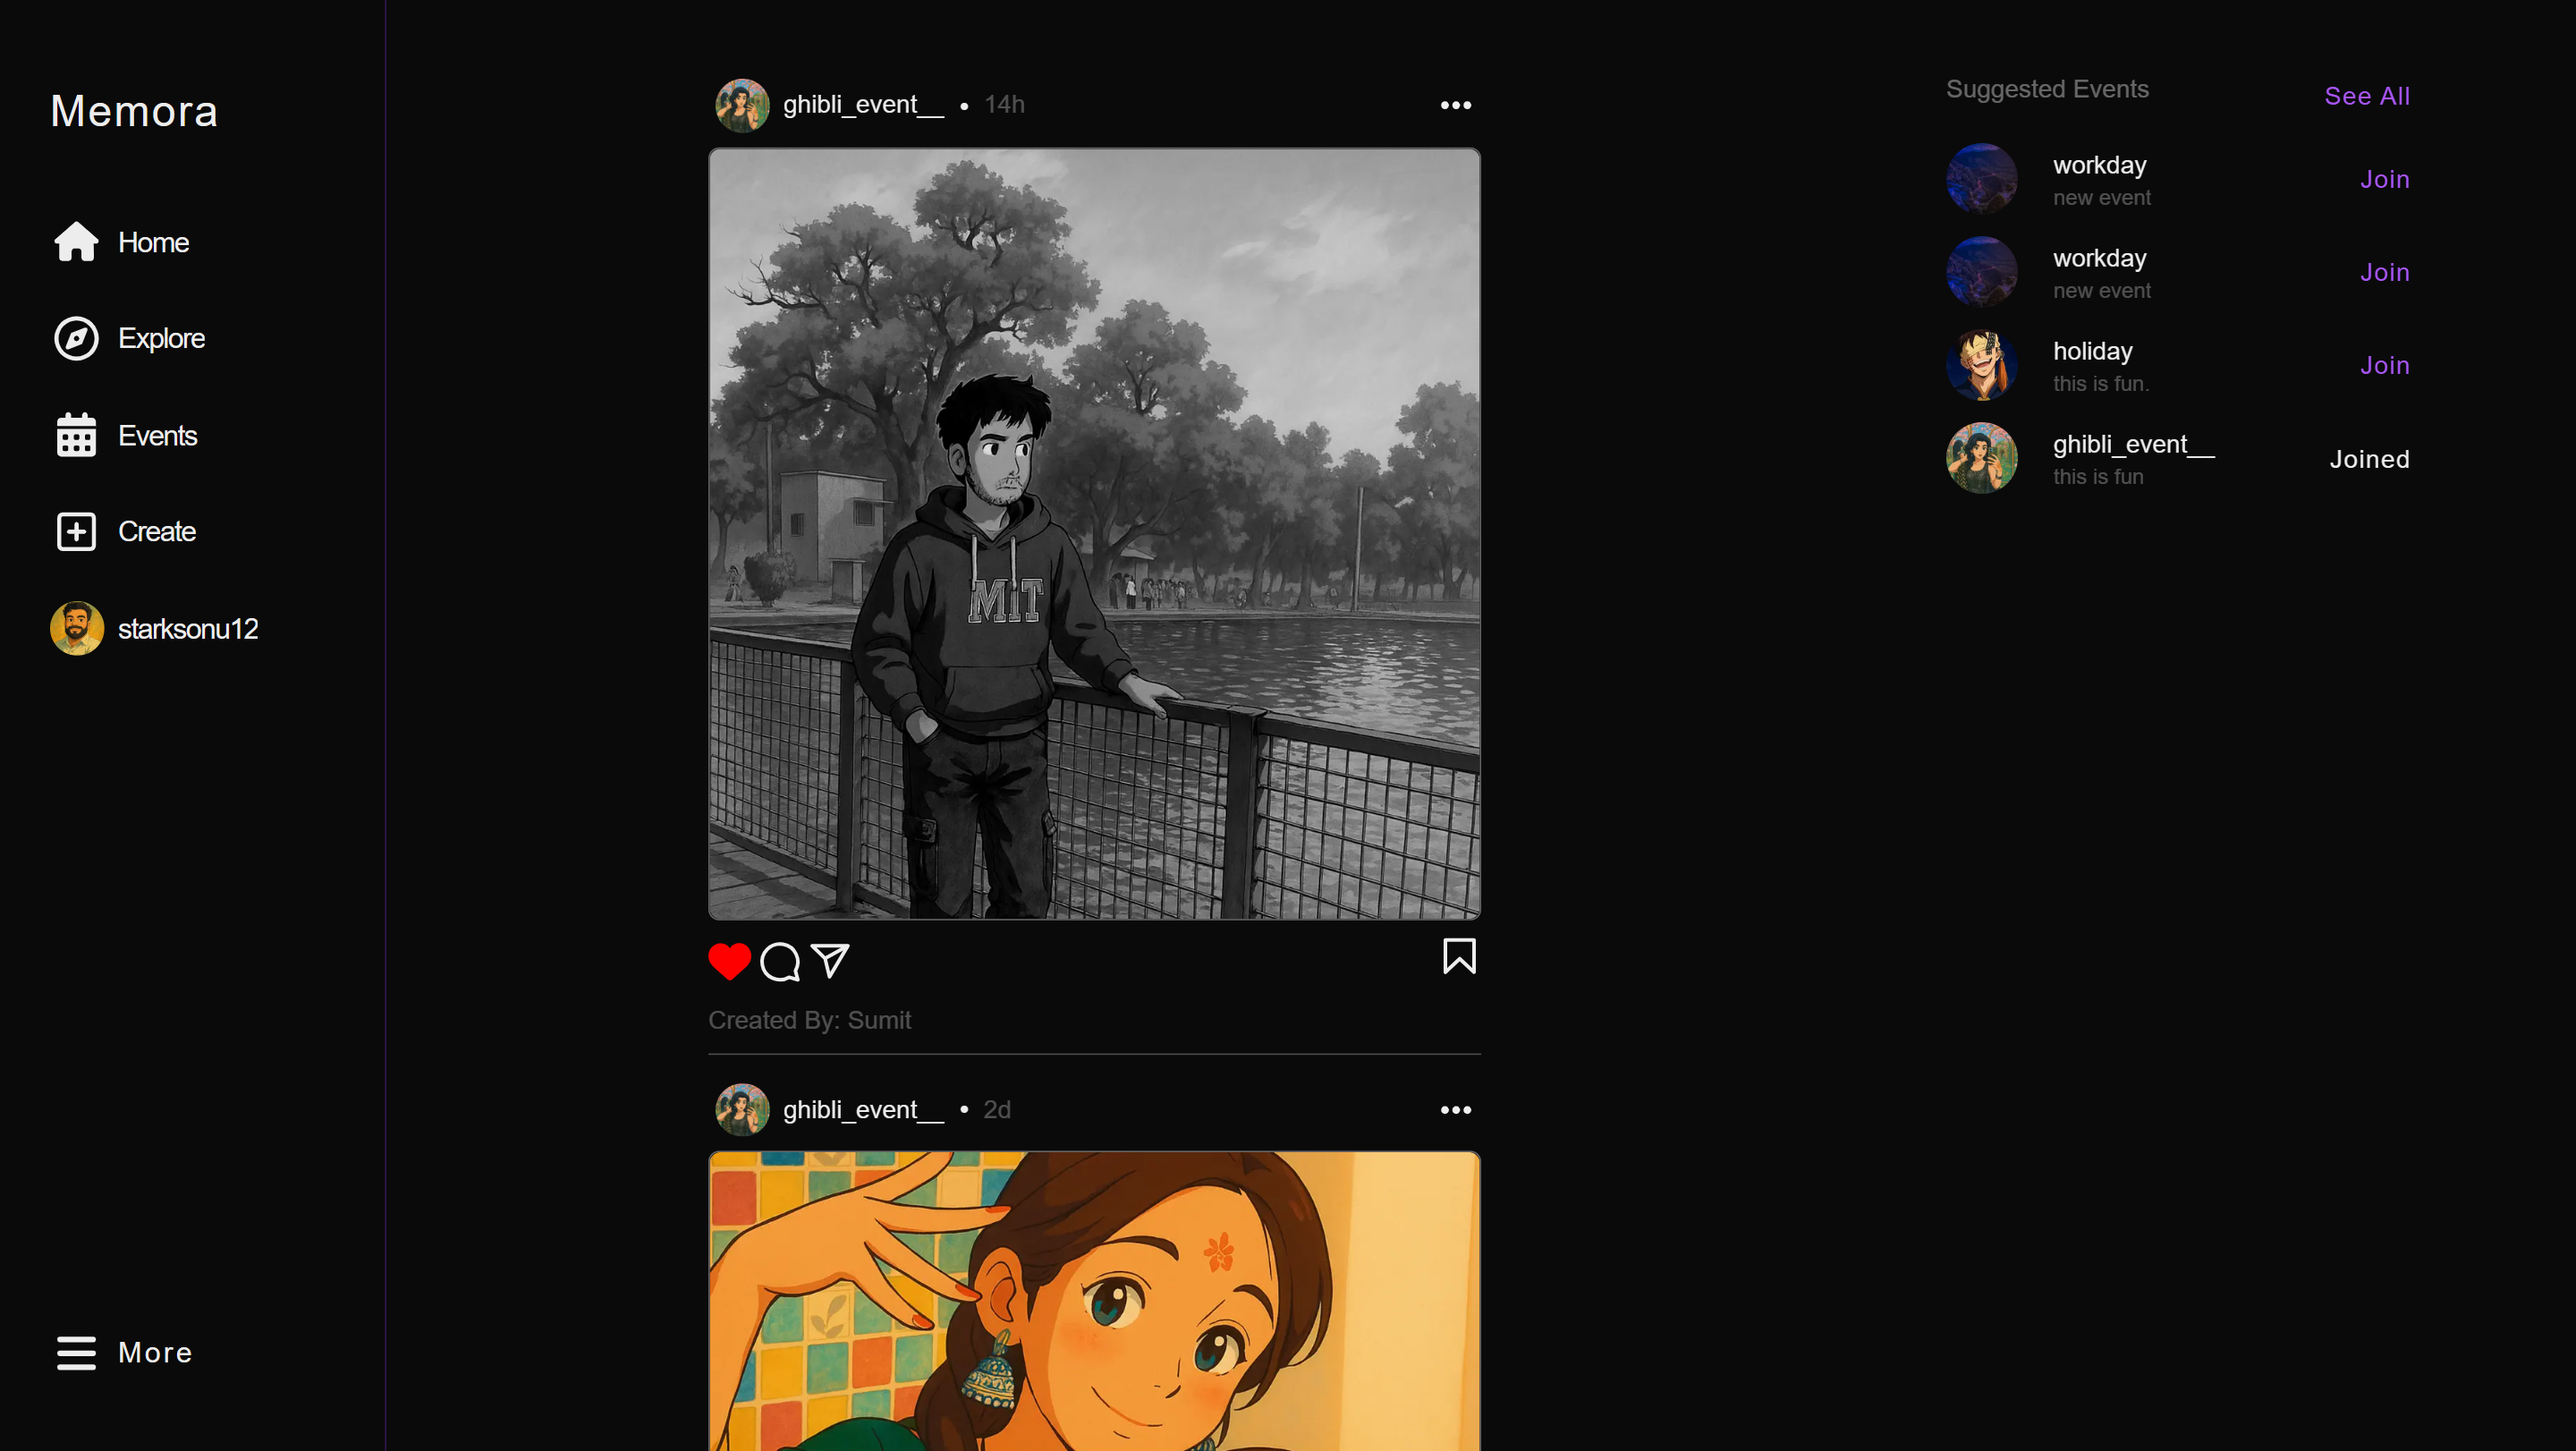 Memora
Home
Explore
Events
Create
starksonu12
More
ghibli_event__ • 14h
MIT
Created By: Sumit
ghibli_event__ • 2d
Suggested Events
See All
workday
new event
Join
workday
new event
Join
holiday
this is fun.
Join
ghibli_event__
this is fun
Joined